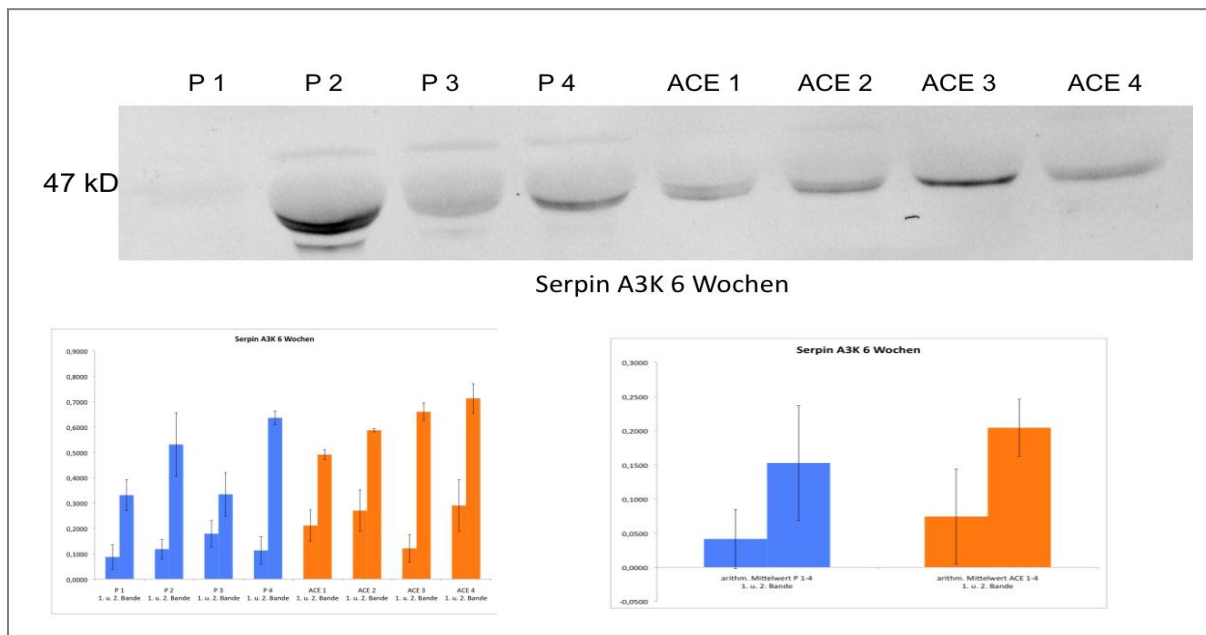 P 1 P 2 P 3 P 4 ACE 1 ACE 2 ACE 3 ACE 4
47 kD
Serpin A3K 6 Wochen
Serpin A3K 6 Wochen
0,9000
0,8000
0,7000
0,6000
0,5000
0,4000
0,3000
0,2000
0,1000
0,0000
P 1 P 2 P 3 P 4 ACE 1 ACE 2 ACE 3 ACE 4
1. u. 2. Bande 1. u. 2. Bande 1. u. 2. Bande 1. u. 2. Bande 1. u. 2. Bande 1. u. 2. Bande 1. u. 2. Bande 1. u. 2. Bande
Serpin A3K 6 Wochen
0,3000
0,2500
0,2000
0,1500
0,1000
0,0500
0,0000
-0,0500
arithm. Mittelwert P 1-4 arithm. Mittelwert ACE 1-4
1. u. 2. Bande 1. u. 2. Bande